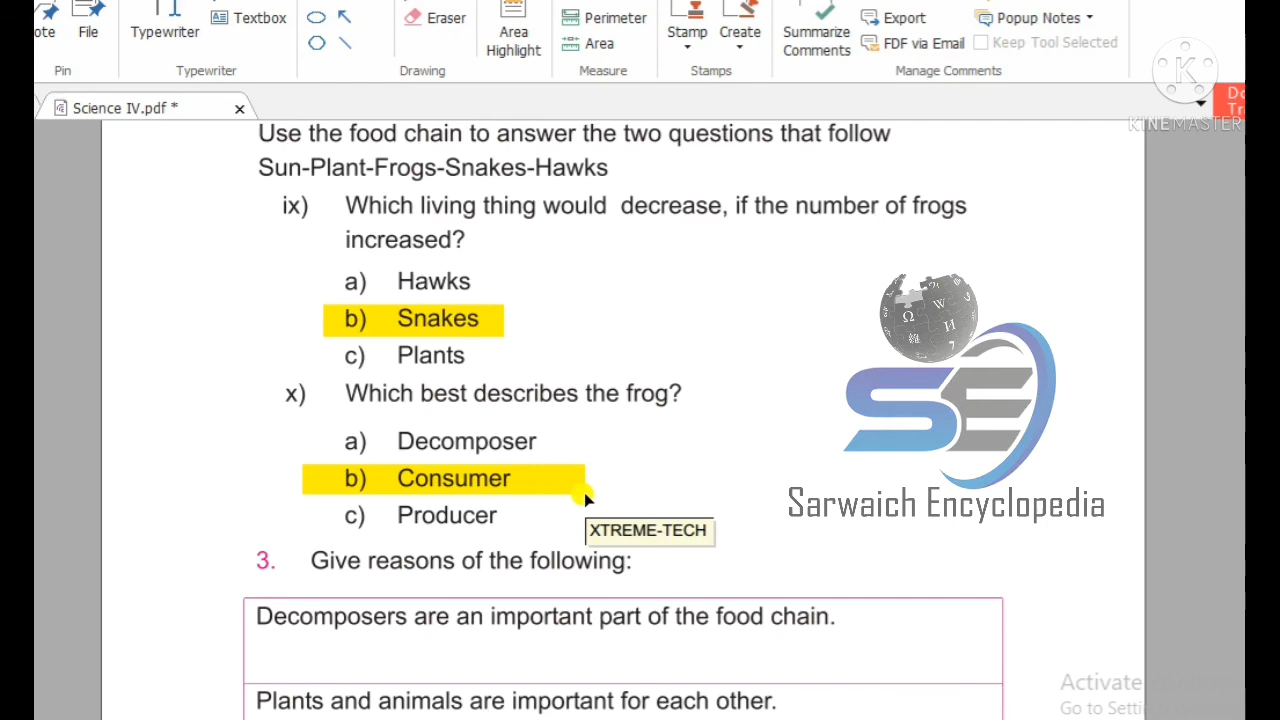 ote File Typewriter Textbox Eraser Area Highlight Perimeter Area Stamp Create Summarize Comments Export FDF via Email Popup Notes Keep Tool Selected
Pin Typewriter Drawing Measure Stamps Manage Comments
Science IV.pdf *
KINEMASTER
Use the food chain to answer the two questions that follow
Sun-Plant-Frogs-Snakes-Hawks
ix) Which living thing would decrease, if the number of frogs
increased?
a) Hawks
b) Snakes
c) Plants
x) Which best describes the frog?
a) Decomposer
b) Consumer
c) Producer
XTREME-TECH
SE
Sarwaich Encyclopedia
3. Give reasons of the following:
Decomposers are an important part of the food chain.
Plants and animals are important for each other.
Activate
Go to Setti